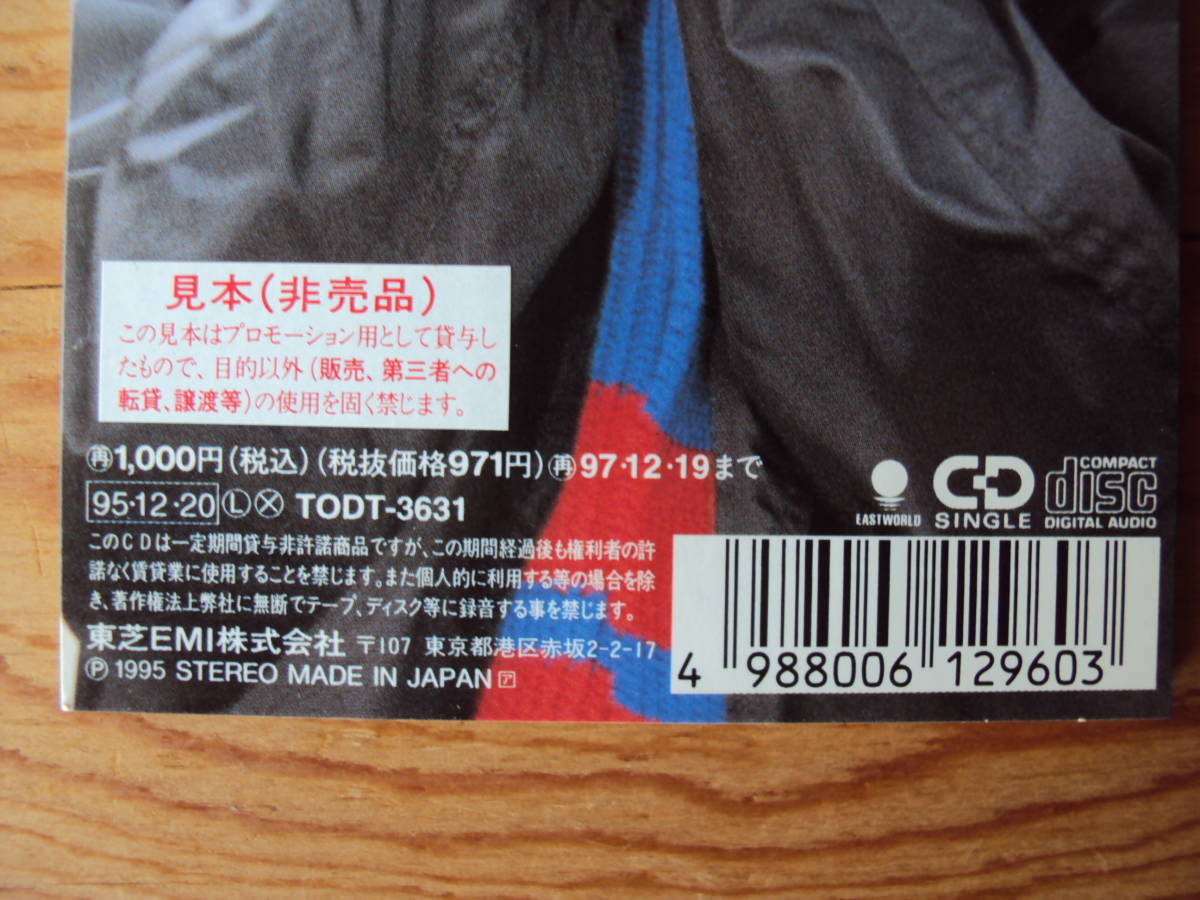 見本(非売品)
この見本はプロモーション用として貸与し
たもので、目的以外(販売、第三者への
転貸、譲渡等)の使用を固く禁じます。
再1,000円(税込)(税抜価格971円)再97·12·19まで
95·12·20 Ⓛ Ⓧ TODT-3631
このCDは一定期間貸与非許諾商品ですが、この期間経過後も権利者の許
諾なく賃貸業に使用することを禁じます。また個人的に利用する等の場合を除
き、著作権法上弊社に無断でテープ、ディスク等に録音する事を禁じます。
東芝EMI株式会社 〒107 東京都港区赤坂2-2-17
Ⓟ 1995 STEREO MADE IN JAPAN ア
EASTWORLD
CD
SINGLE
COMPACT
disc
DIGITAL AUDIO
4 988006 129603